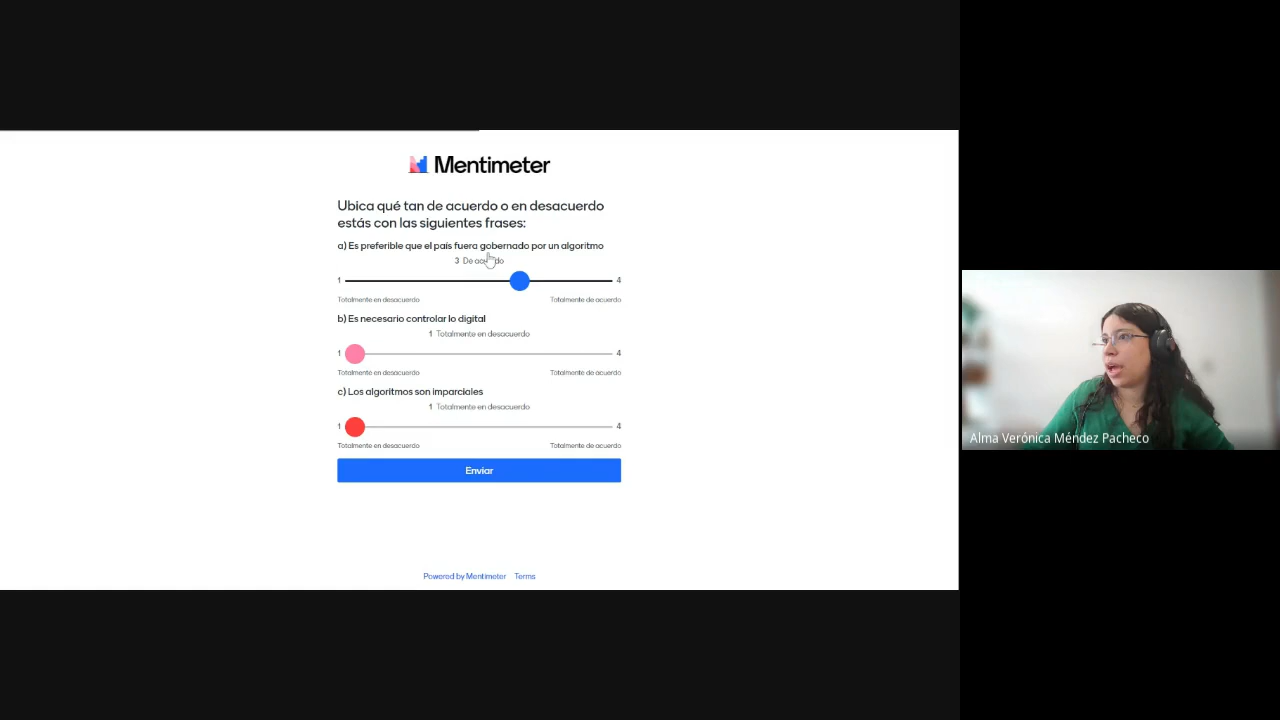 Mentimeter
Ubica qué tan de acuerdo o en desacuerdo
estás con las siguientes frases:
a) Es preferible que el país fuera gobernado por un algoritmo
3 De acuerdo
1 4
Totalmente en desacuerdo Totalmente de acuerdo
b) Es necesario controlar lo digital
1 Totalmente en desacuerdo
1 4
Totalmente en desacuerdo Totalmente de acuerdo
c) Los algoritmos son imparciales
1 Totalmente en desacuerdo
1 4
Totalmente en desacuerdo Totalmente de acuerdo
Enviar
Powered by Mentimeter Terms
Alma Verónica Méndez Pacheco